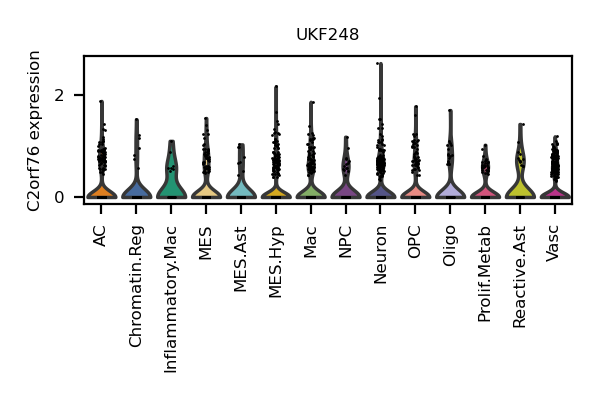 UKF248
C2orf76 expression
2
0
AC
Chromatin.Reg
Inflammatory.Mac
MES
MES.Ast
MES.Hyp
Mac
NPC
Neuron
OPC
Oligo
Prolif.Metab
Reactive.Ast
Vasc